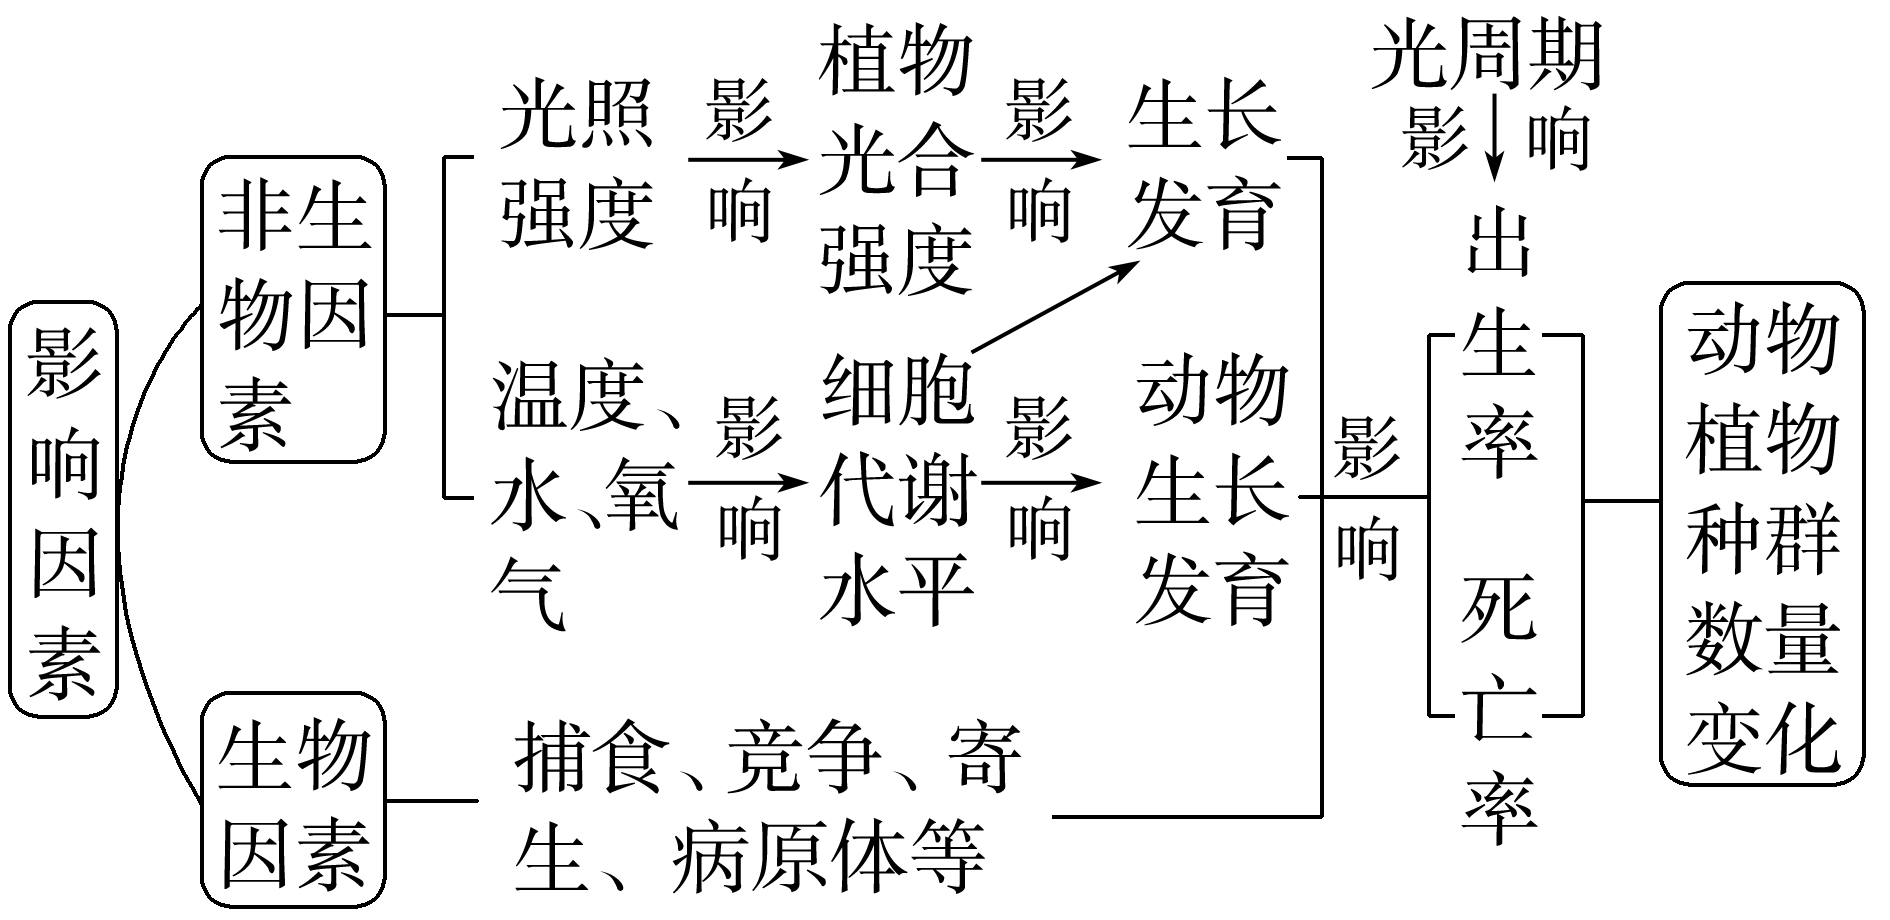 影
响
因
素
非生
物因
素
光照
强度
影
响
植物
光合
强度
影
响
生长
发育
温度、
水、氧
气
影
响
细胞
代谢
水平
影
响
动物
生长
发育
生物
因素
捕食、竞争、寄
生、病原体等
影
响
光周期
影 响
出
生
率
死
亡
率
动物
植物
种群
数量
变化